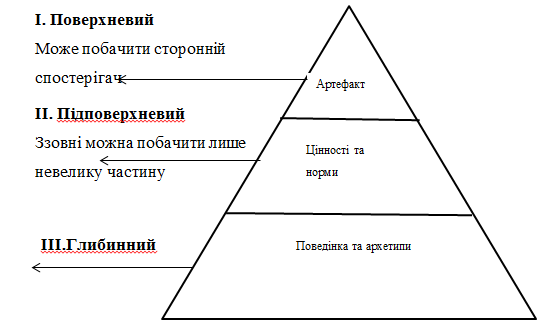 І. Поверхневий
Може побачити сторонній
спостерігач
Артефакт
ІІ. Підповерхневий
Ззовні можна побачити лише
невелику частину
Цінності та
норми
ІІІ.Глибинний
Поведінка та архетипи